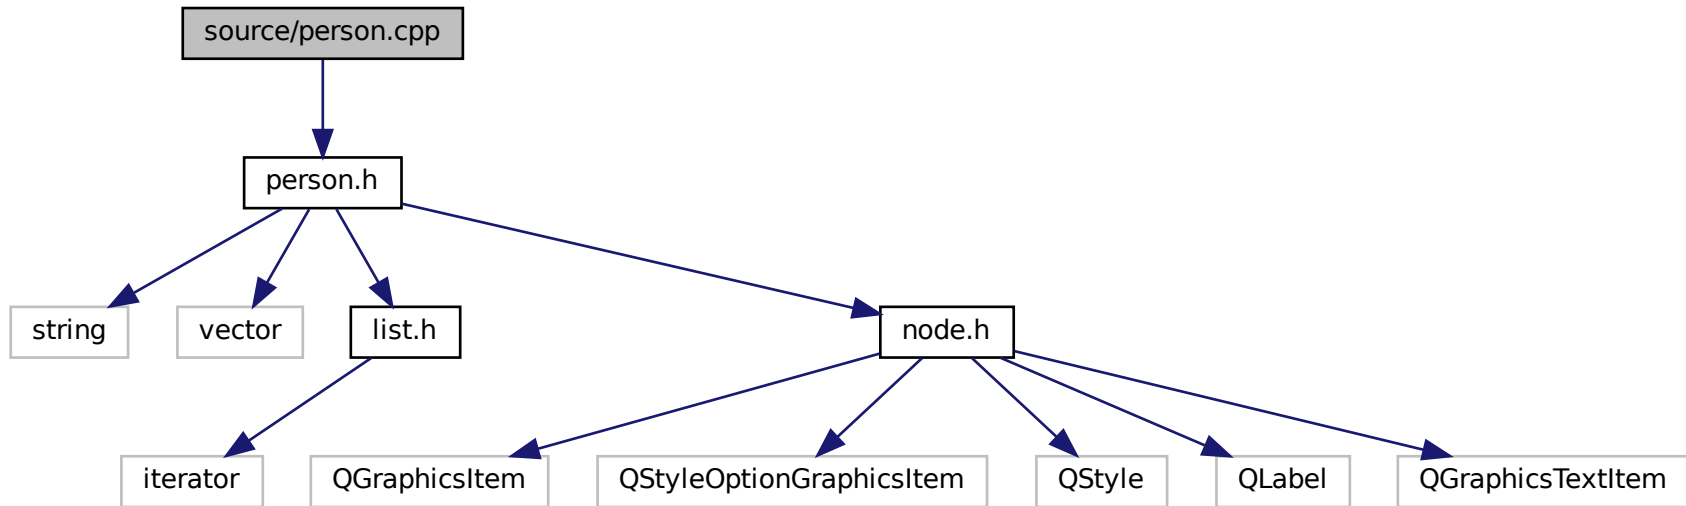 source/person.cpp
person.h
string
vector
list.h
node.h
iterator
QGraphicsItem
QStyleOptionGraphicsItem
QStyle
QLabel
QGraphicsTextItem